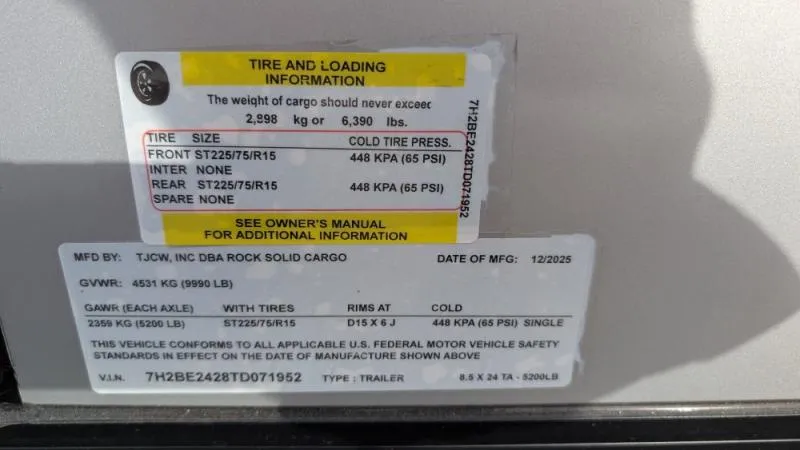 TIRE AND LOADING
INFORMATION
The weight of cargo should never exceed
2,898 kg or 6,390 lbs.
TIRE SIZE COLD TIRE PRESS.
FRONT ST225/75/R15 448 KPA (65 PSI)
INTER NONE
REAR ST225/75/R15 448 KPA (65 PSI)
SPARE NONE
SEE OWNER'S MANUAL
FOR ADDITIONAL INFORMATION
7H2BE2428TD071952
MFD BY: TJCW, INC DBA ROCK SOLID CARGO DATE OF MFG: 12/2025
GVWR: 4531 KG (9990 LB)
GAWR (EACH AXLE) WITH TIRES RIMS AT COLD
2359 KG (5200 LB) ST225/75/R15 D15 X 6 J 448 KPA (65 PSI) SINGLE
THIS VEHICLE CONFORMS TO ALL APPLICABLE U.S. FEDERAL MOTOR VEHICLE SAFETY
STANDARDS IN EFFECT ON THE DATE OF MANUFACTURE SHOWN ABOVE
V.I.N. 7H2BE2428TD071952 TYPE : TRAILER 8.5 X 24 TA - 5200LB